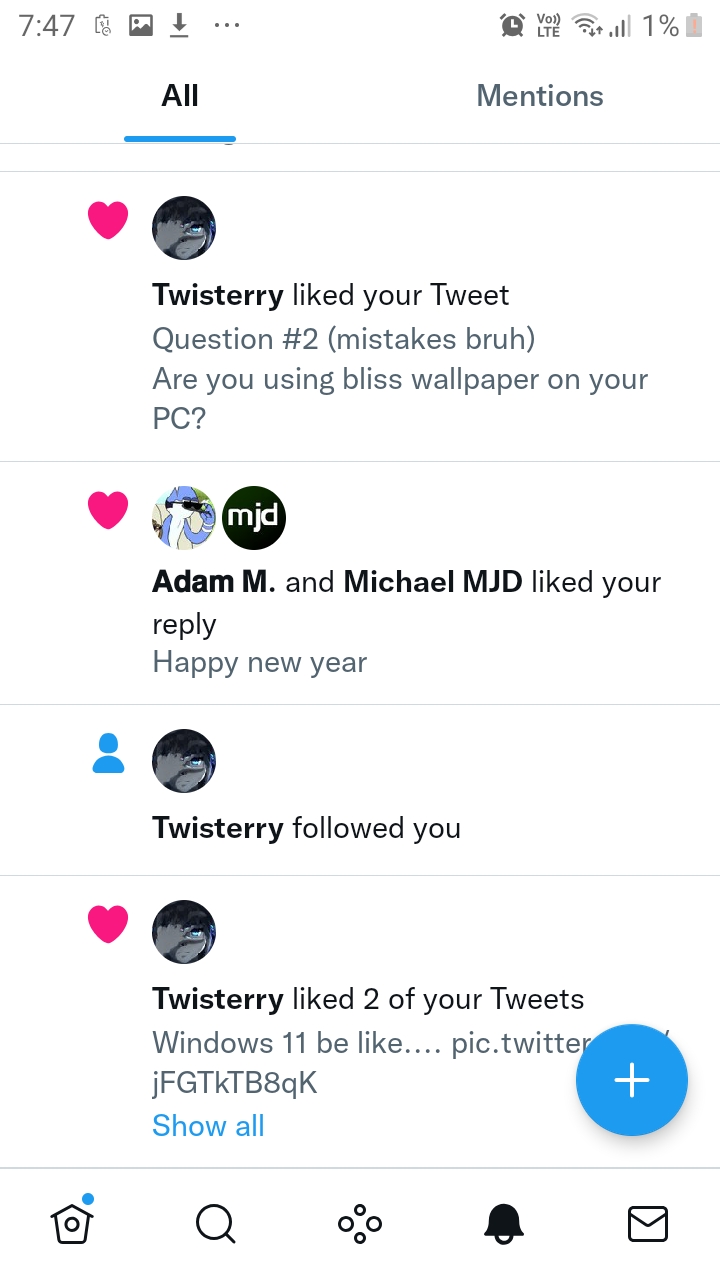 7:47
Vo)) LTE 1%
All Mentions
Twisterry liked your Tweet
Question #2 (mistakes bruh)
Are you using bliss wallpaper on your
PC?
mjd
Adam M. and Michael MJD liked your
reply
Happy new year
Twisterry followed you
Twisterry liked 2 of your Tweets
Windows 11 be like.... pic.twitter
jFGTkTB8qK
Show all